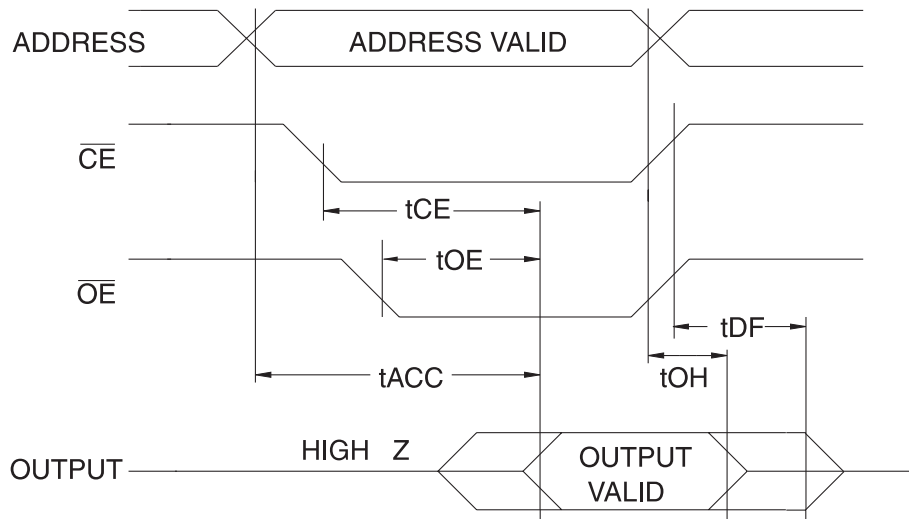 ADDRESS
ADDRESS VALID
CE
tCE
tOE
OE
tDF
tACC
tOH
HIGH Z
OUTPUT
OUTPUT
VALID